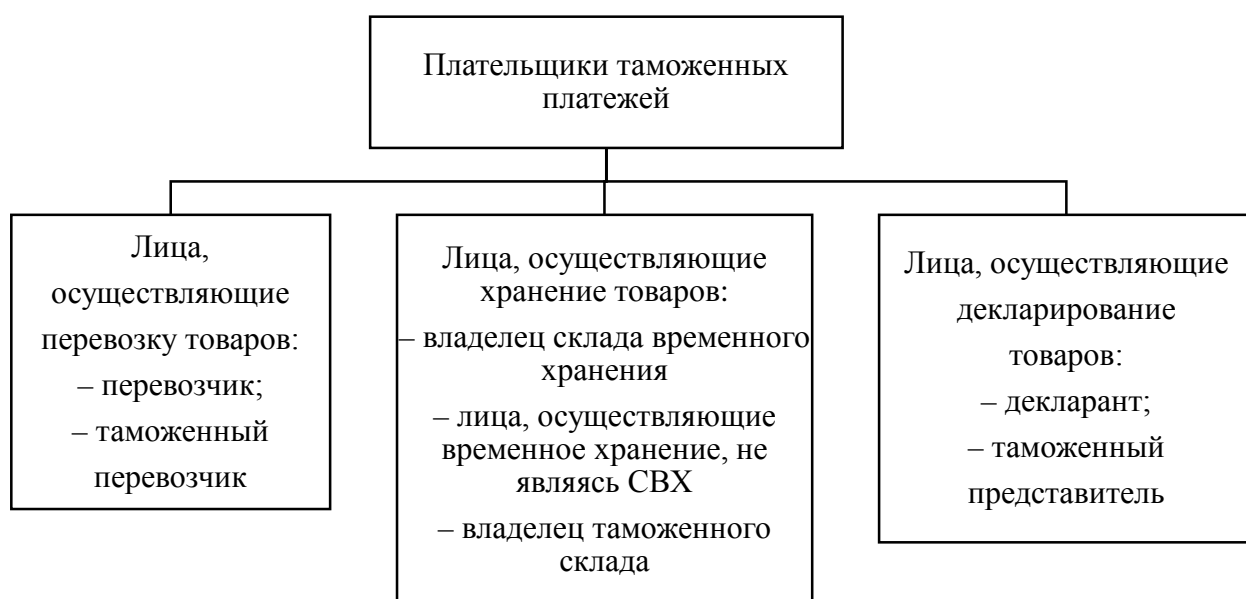 Плательщики таможенных
платежей
Лица,
осуществляющие
перевозку товаров:
– перевозчик;
– таможенный
перевозчик
Лица, осуществляющие
хранение товаров:
– владелец склада временного
хранения
– лица, осуществляющие
временное хранение, не
являясь СВХ
– владелец таможенного
склада
Лица, осуществляющие
декларирование
товаров:
– декларант;
– таможенный
представитель